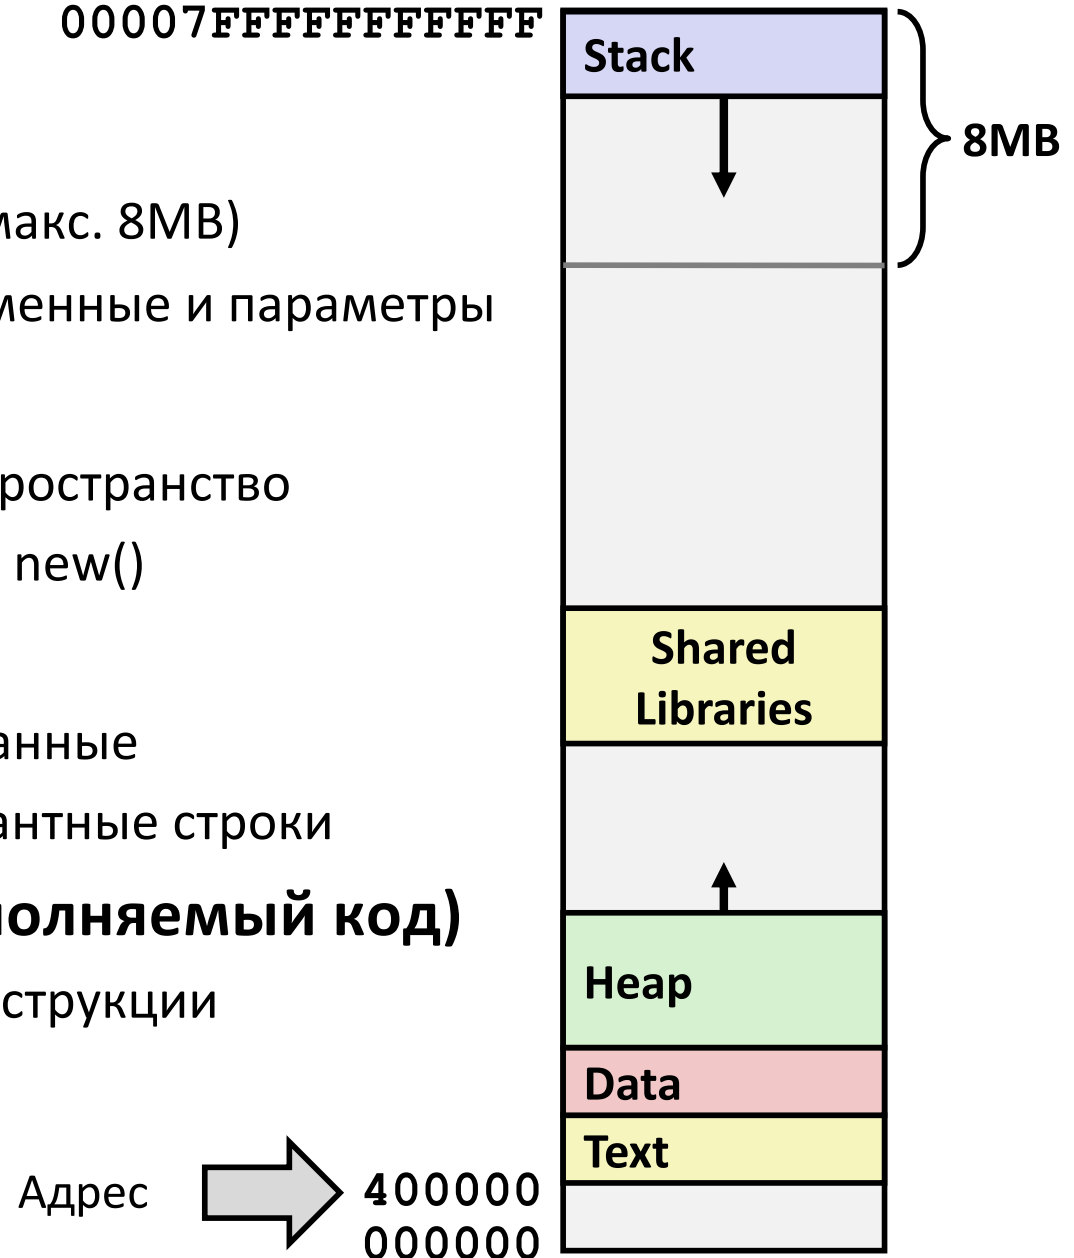 00007FFFFFFFFFFF
Stack
8MB
макс. 8MB)
менные и параметры
ространство
new()
Shared
Libraries
анные
антные строки
полняемый код)
Heap
струкции
Data
Text
Адрес
400000
000000